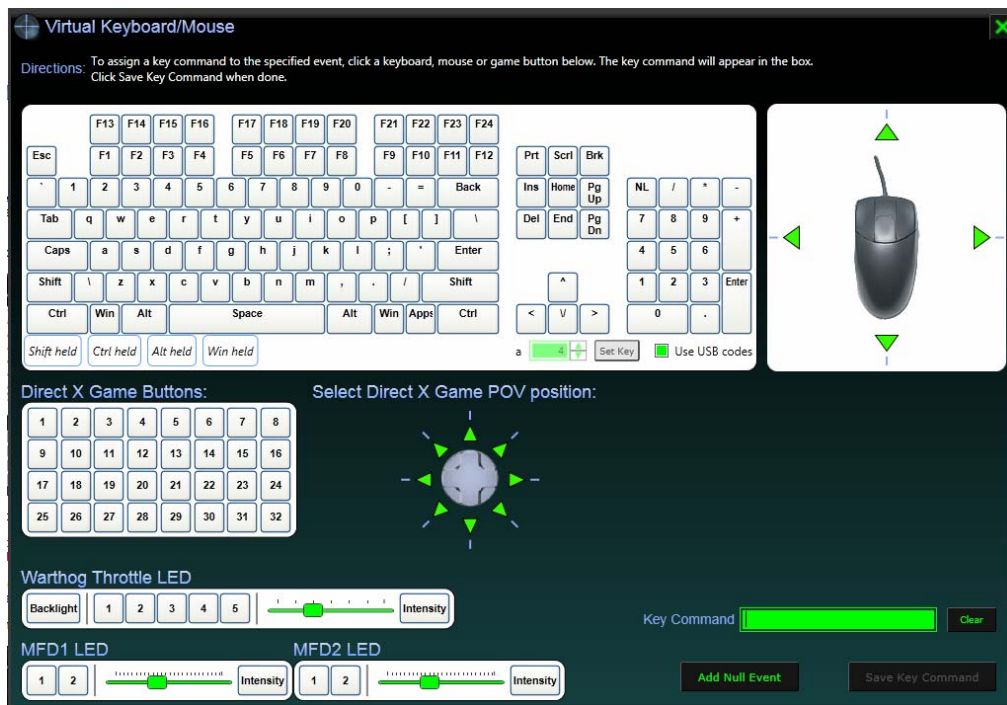 Virtual Keyboard/Mouse
Directions: To assign a key command to the specified event, click a keyboard, mouse or game button below. The key command will appear in the box.
Click Save Key Command when done.
F13 F14 F15 F16 F17 F18 F19 F20 F21 F22 F23 F24
Esc F1 F2 F3 F4 F5 F6 F7 F8 F9 F10 F11 F12 Prt Scrl Brk
` 1 2 3 4 5 6 7 8 9 0 - = Back Ins Home Pg Up NL / * -
Tab q w e r t y u i o p [ ] \ Del End Pg Dn 7 8 9 +
Caps a s d f g h j k l ; ' Enter 4 5 6
Shift \ z x c v b n m , . / Shift ^ 1 2 3 Enter
Ctrl Win Alt Space Alt Win Apps Ctrl < \/ > 0 .
Shift held Ctrl held Alt held Win held a 4 Set Key Use USB codes
Direct X Game Buttons: Select Direct X Game POV position:
1 2 3 4 5 6 7 8
9 10 11 12 13 14 15 16
17 18 19 20 21 22 23 24
25 26 27 28 29 30 31 32
Warthog Throttle LED
Backlight 1 2 3 4 5 Intensity
Key Command Clear
MFD1 LED MFD2 LED
1 2 Intensity 1 2 Intensity Add Null Event Save Key Command